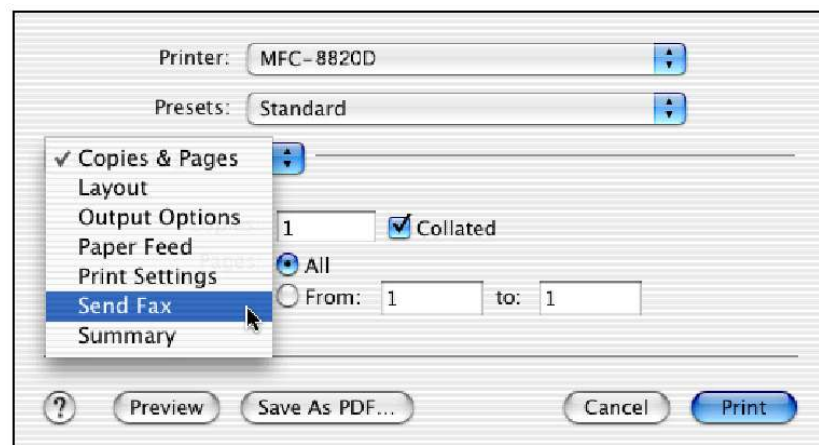 Printer: MFC-8820D
Presets: Standard
✓ Copies & Pages
Layout
Output Options
1 Collated
Paper Feed
Pages: All
Print Settings
From: 1 to: 1
Send Fax
Summary
? Preview Save As PDF... Cancel Print